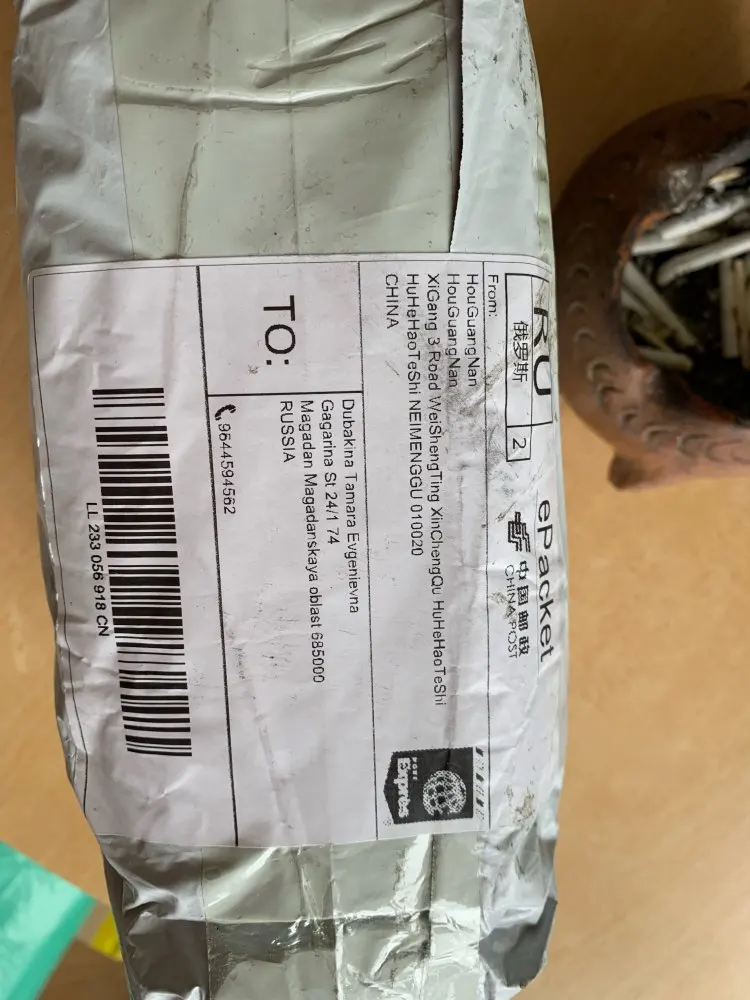 RU
ePacket
俄罗斯
2
中国邮政
CHINA POST
From:
HouGuangNan
HouGuangNan
XiGang 3 Road WeiShengTing XinChengQu HuHeHaoTeShi
HuHeHaoTeShi NEIMENGGU 010020
CHINA
POST
Exprès
TO:
Dubakina Tamara Evgenievna
Gagarina St 24/1 74
Magadan Magadanskaya oblast 685000
RUSSIA
9644594562
LL 233 056 918 CN